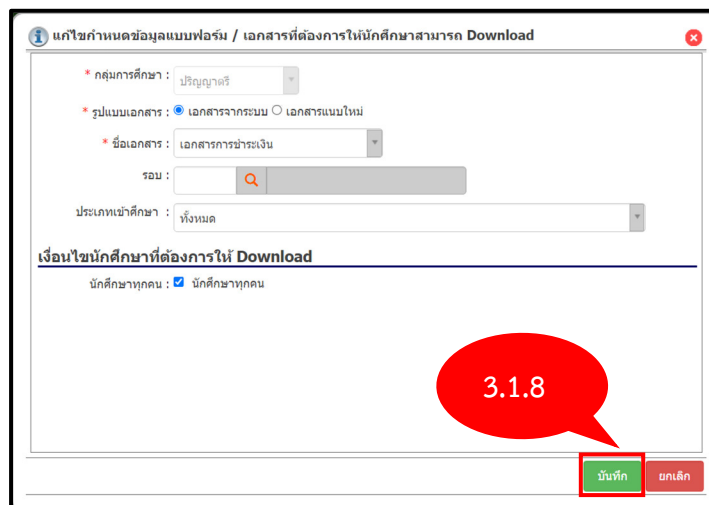 แก้ไขกำหนดข้อมูลแบบฟอร์ม / เอกสารที่ต้องการให้นักศึกษาสามารถ Download
* กลุ่มการศึกษา : ปริญญาตรี
* รูปแบบเอกสาร : เอกสารจากระบบ เอกสารแนบใหม่
* ชื่อเอกสาร : เอกสารการชำระเงิน
รอบ :
ประเภทเข้าศึกษา : ทั้งหมด
เงื่อนไขนักศึกษาที่ต้องการให้ Download
นักศึกษาทุกคน : นักศึกษาทุกคน
3.1.8
บันทึก ยกเลิก